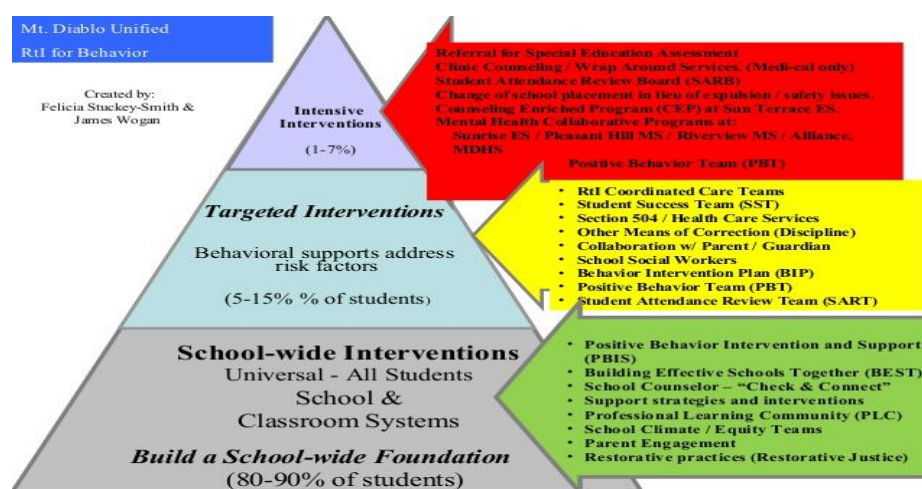 Mt. Diablo Unified
RtI for Behavior
Created by:
Felicia Stuckey-Smith &
James Wogan
Intensive
Interventions
(1-7%)
Referral for Special Education Assessment
Clinic Counseling / Wrap Around Services. (Medi-cal only)
Student Attendance Review Board (SARB)
Change of school placement in lieu of expulsion / safety issues.
Counseling Enriched Program (CEP) at Sun Terrace ES.
Mental Health Collaborative Programs at:
Sunrise ES / Pleasant Hill MS / Riverview MS / Alliance,
MDHS
Positive Behavior Team (PBT)
Targeted Interventions
Behavioral supports address
risk factors
(5-15% % of students)
• RtI Coordinated Care Teams
• Student Success Team (SST)
• Section 504 / Health Care Services
• Other Means of Correction (Discipline)
• Collaboration w/ Parent / Guardian
• School Social Workers
• Behavior Intervention Plan (BIP)
• Positive Behavior Team (PBT)
• Student Attendance Review Team (SART)
School-wide Interventions
Universal - All Students
School &
Classroom Systems
Build a School-wide Foundation
(80-90% of students)
• Positive Behavior Intervention and Support
(PBIS)
• Building Effective Schools Together (BEST)
• School Counselor – “Check & Connect”
• Support strategies and interventions
• Professional Learning Community (PLC)
• School Climate / Equity Teams
• Parent Engagement
• Restorative practices (Restorative Justice)